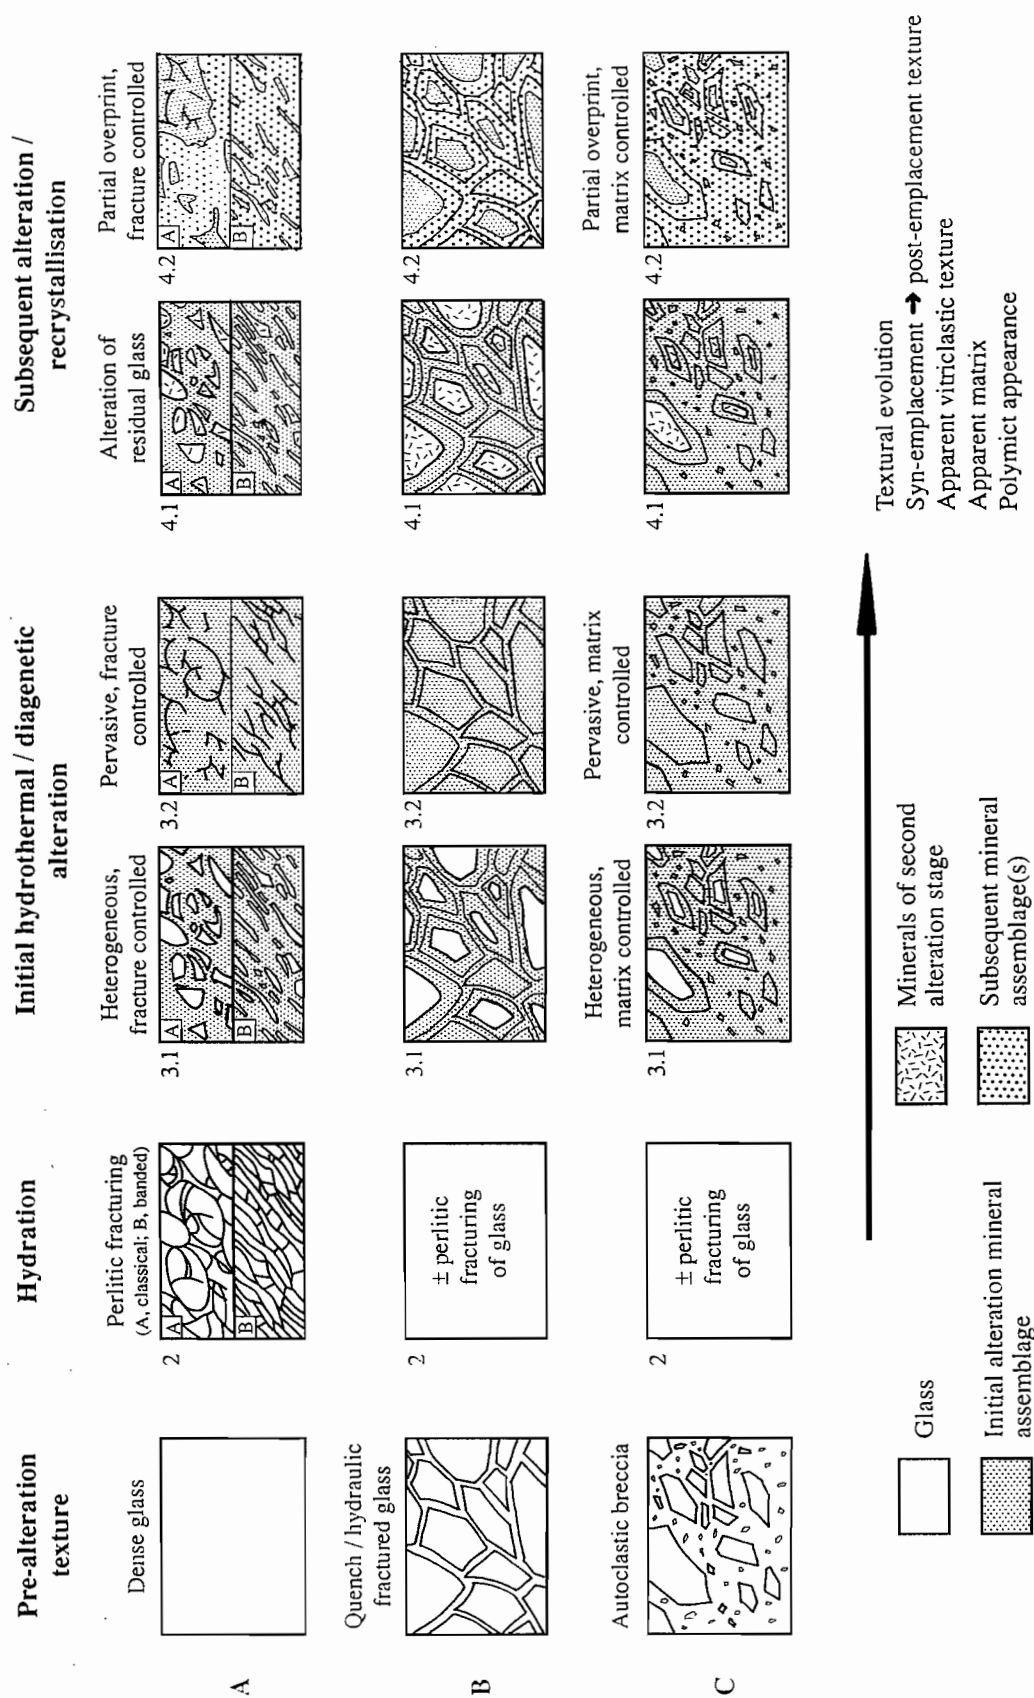 Pre-alteration
texture
Hydration
Initial hydrothermal / diagenetic
alteration
Subsequent alteration /
recrystallisation
A
Dense glass
2
Perlitic fracturing
(A, classical; B, banded)
A
B
3.1
Heterogeneous,
fracture controlled
A
B
3.2
Pervasive, fracture
controlled
A
B
4.1
Alteration of
residual glass
A
B
4.2
Partial overprint,
fracture controlled
A
B
B
Quench / hydraulic
fractured glass
2
± perlitic
fracturing
of glass
3.1
3.2
4.1
4.2
C
Autoclastic breccia
2
± perlitic
fracturing
of glass
3.1
Heterogeneous,
matrix controlled
3.2
Pervasive, matrix
controlled
4.1
4.2
Partial overprint,
matrix controlled
Glass
Initial alteration mineral
assemblage
Minerals of second
alteration stage
Subsequent mineral
assemblage(s)
Textural evolution
Syn-emplacement ➔ post-emplacement texture
Apparent vitriclastic texture
Apparent matrix
Polymict appearance